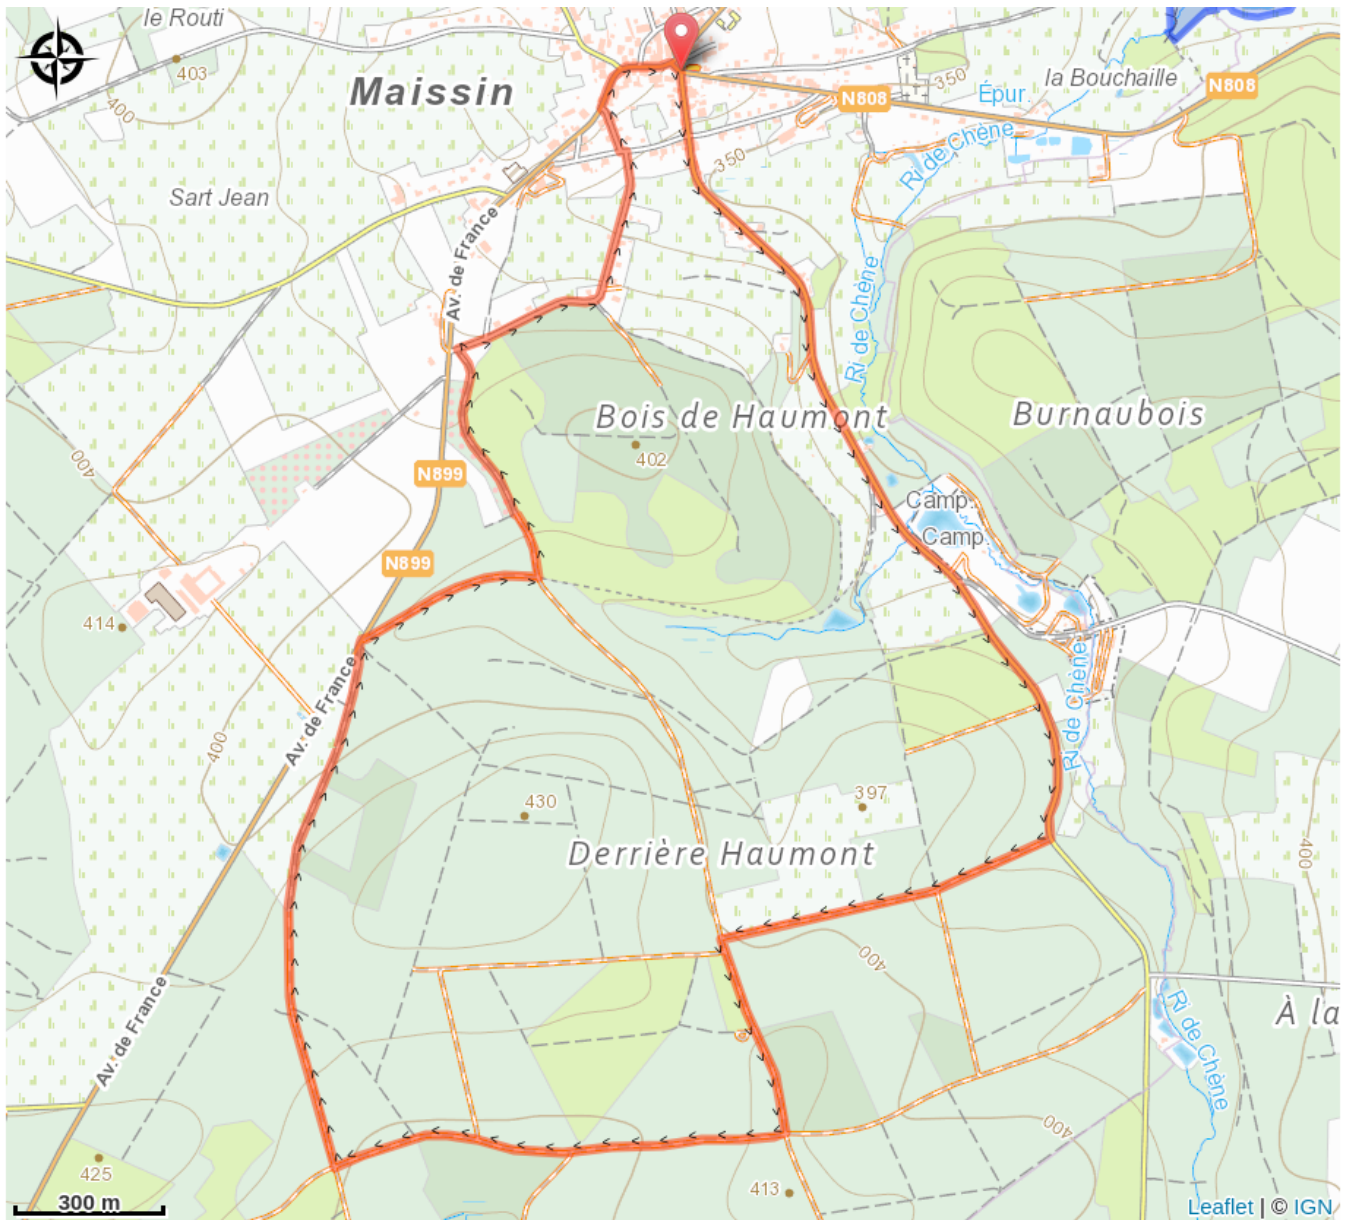 le Routi
403
400
Maissin
350
N808
la Bouchaille
Épur.
N808
Ri de Chêne
350
Sart Jean
Av. de France
Ri de Chêne
Bois de Haumont
Burnaubois
402
400
N899
Camp.
Camp.
N899
414
Av. de France
Ri de Chêne
400
430
397
Derrière Haumont
400
400
Av. de France
Ri de Chêne
À la
400
425
413
300 m
Leaflet | © IGN